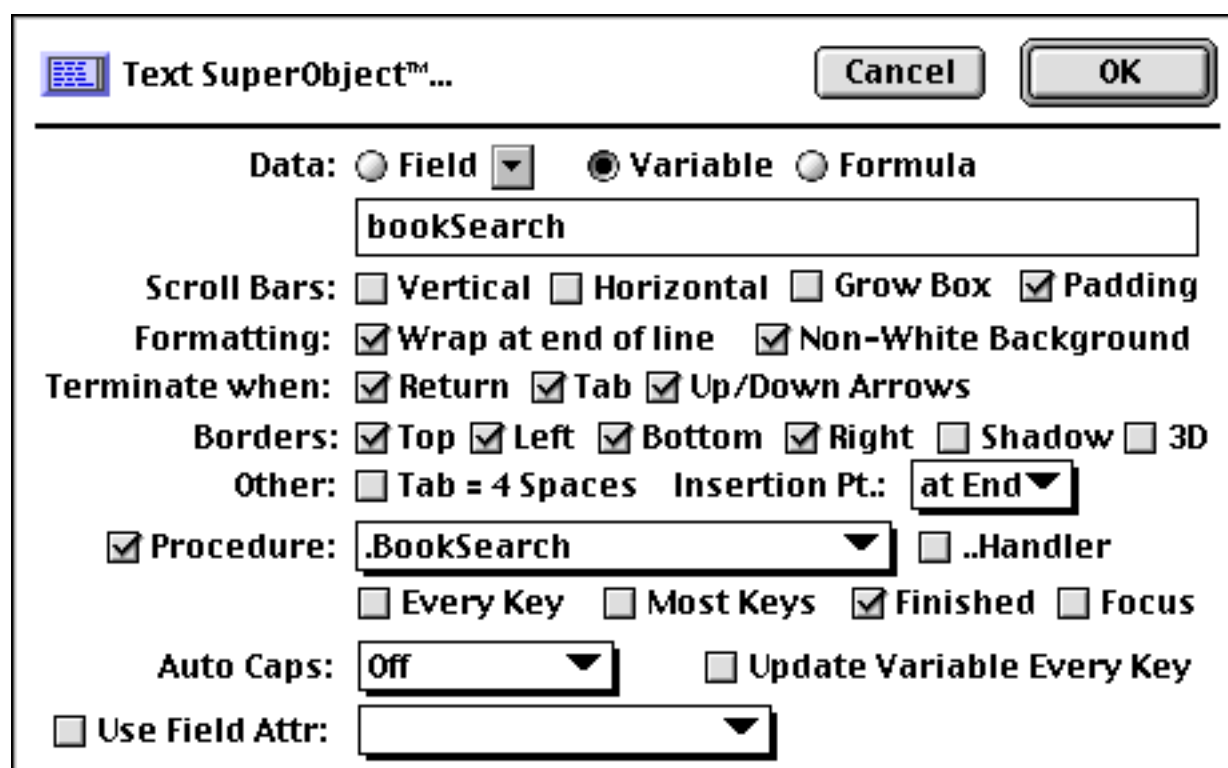 Text SuperObject™... Cancel OK
Data: Field Variable Formula
bookSearch
Scroll Bars: Vertical Horizontal Grow Box Padding
Formatting: Wrap at end of line Non-White Background
Terminate when: Return Tab Up/Down Arrows
Borders: Top Left Bottom Right Shadow 3D
Other: Tab = 4 Spaces Insertion Pt.: at End
Procedure: .BookSearch ..Handler
Every Key Most Keys Finished Focus
Auto Caps: Off Update Variable Every Key
Use Field Attr: